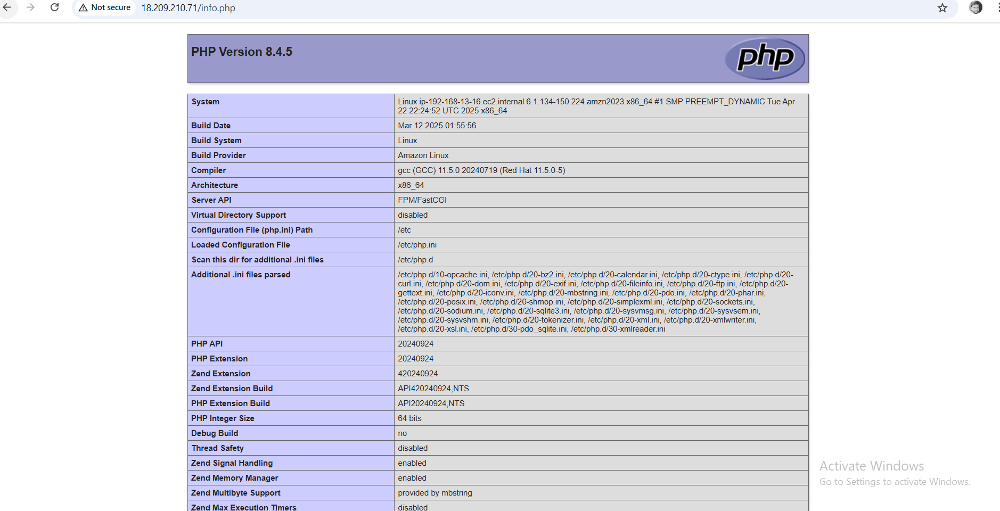 Not secure 18.209.210.71/info.php
PHP Version 8.4.5
php
System Linux ip-192-168-13-16.ec2.internal 6.1.134-150.224.amzn2023.x86_64 #1 SMP PREEMPT_DYNAMIC Tue Apr
22 22:24:52 UTC 2025 x86_64
Build Date Mar 12 2025 01:55:56
Build System Linux
Build Provider Amazon Linux
Compiler gcc (GCC) 11.5.0 20240719 (Red Hat 11.5.0-5)
Architecture x86_64
Server API FPM/FastCGI
Virtual Directory Support disabled
Configuration File (php.ini) Path /etc
Loaded Configuration File /etc/php.ini
Scan this dir for additional .ini files /etc/php.d
Additional .ini files parsed /etc/php.d/10-opcache.ini, /etc/php.d/20-bz2.ini, /etc/php.d/20-calendar.ini, /etc/php.d/20-ctype.ini, /etc/php.d/20-
curl.ini, /etc/php.d/20-dom.ini, /etc/php.d/20-exif.ini, /etc/php.d/20-fileinfo.ini, /etc/php.d/20-ftp.ini, /etc/php.d/20-
gettext.ini, /etc/php.d/20-iconv.ini, /etc/php.d/20-mbstring.ini, /etc/php.d/20-pdo.ini, /etc/php.d/20-phar.ini,
/etc/php.d/20-posix.ini, /etc/php.d/20-shmop.ini, /etc/php.d/20-simplexml.ini, /etc/php.d/20-sockets.ini,
/etc/php.d/20-sodium.ini, /etc/php.d/20-sqlite3.ini, /etc/php.d/20-sysvmsg.ini, /etc/php.d/20-sysvsem.ini,
/etc/php.d/20-sysvshm.ini, /etc/php.d/20-tokenizer.ini, /etc/php.d/20-xml.ini, /etc/php.d/20-xmlwriter.ini,
/etc/php.d/20-xsl.ini, /etc/php.d/30-pdo_sqlite.ini, /etc/php.d/30-xmlreader.ini
PHP API 20240924
PHP Extension 20240924
Zend Extension 420240924
Zend Extension Build API420240924,NTS
PHP Extension Build API20240924,NTS
PHP Integer Size 64 bits
Debug Build no
Thread Safety disabled
Zend Signal Handling enabled
Zend Memory Manager enabled
Zend Multibyte Support provided by mbstring
Zend Max Execution Timers disabled
Activate Windows
Go to Settings to activate Windows.